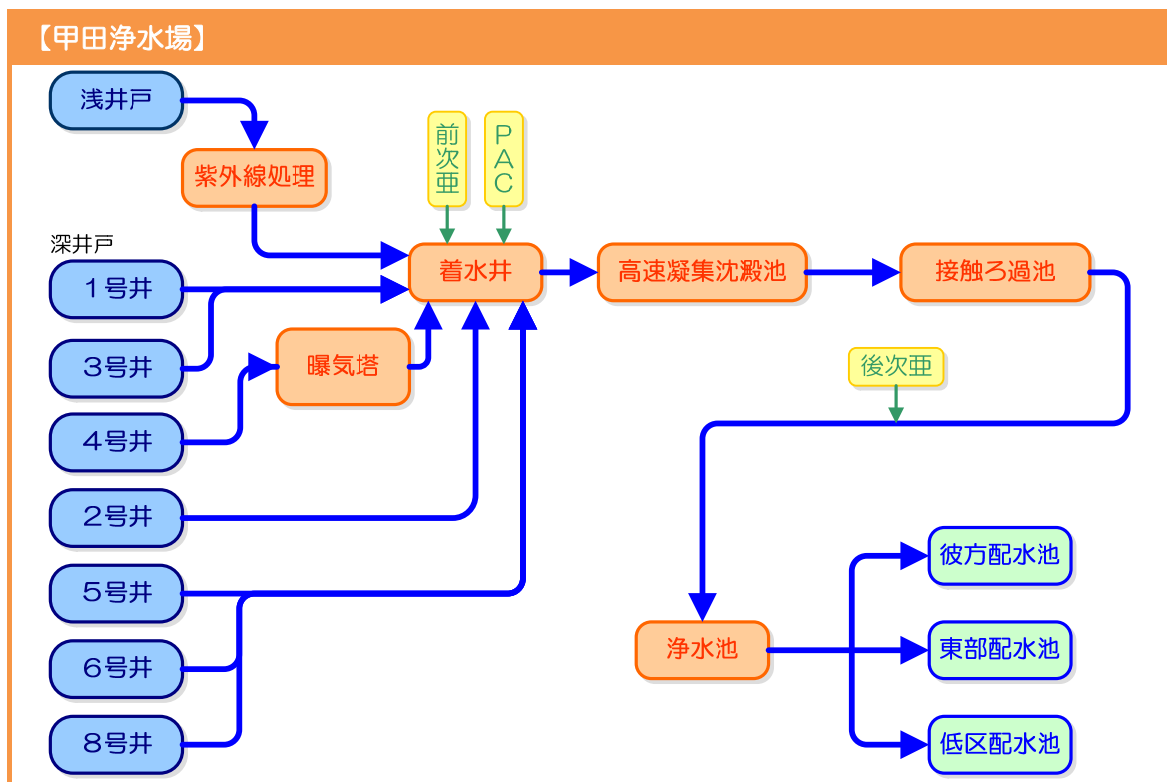 【甲田浄水場】
浅井戸
紫外線処理
前次亜
PAC
深井戸
着水井
高速凝集沈澱池
接触ろ過池
1号井
3号井
曝気塔
後次亜
4号井
2号井
5号井
6号井
8号井
浄水池
彼方配水池
東部配水池
低区配水池